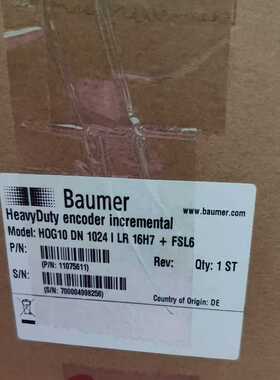 Baumer
www.baumer.com
HeavyDuty encoder incremental
Model: HOG10 DN 1024 I LR 16H7 + FSL6
P/N:
(P/N: 11075611)
Rev:
Qty: 1 ST
S/N:
(S/N: 700004998256)
Country of Origin: DE